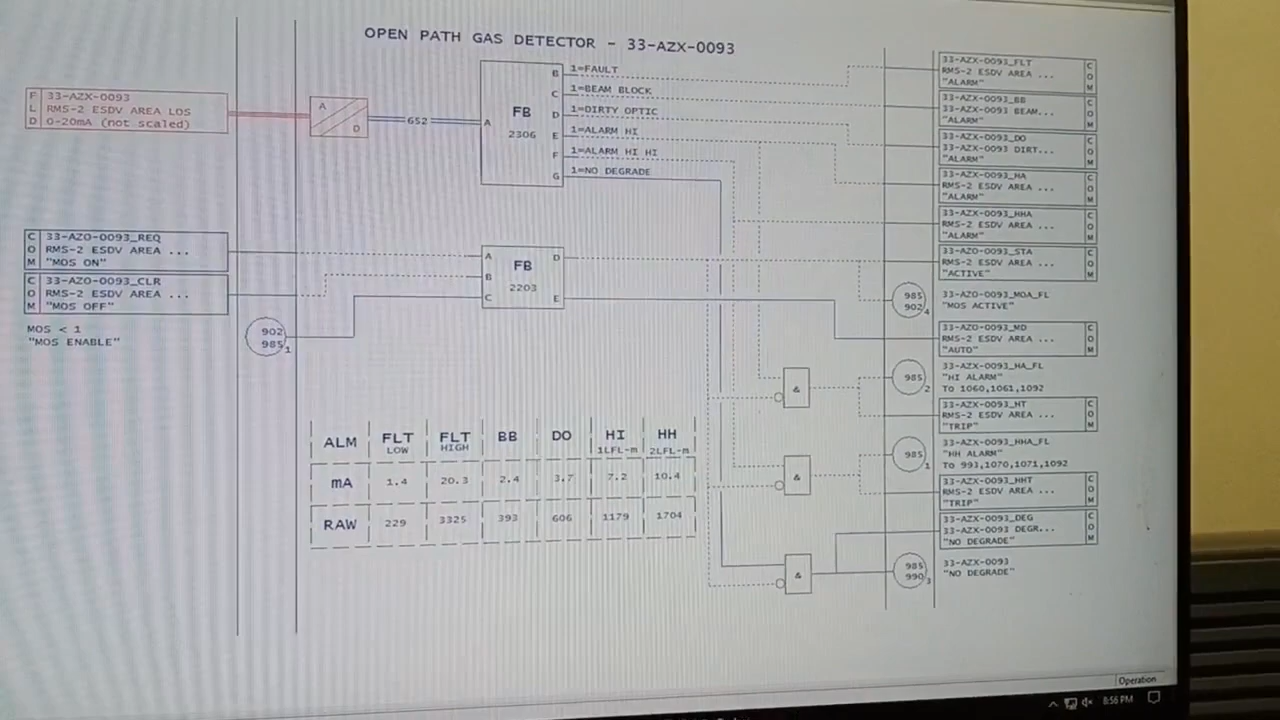 OPEN PATH GAS DETECTOR - 33-AZX-0093
F L D
33-AZX-0093
RMS-2 ESDV AREA LOS
0-20mA (not scaled)
A
D
652
A
FB
2306
B
C
D
E
F
G
1=FAULT
1=BEAM BLOCK
1=DIRTY OPTIC
1=ALARM HI
1=ALARM HI HI
1=NO DEGRADE
33-AZX-0093_FLT
RMS-2 ESDV AREA ...
"ALARM"
C O M
33-AZX-0093_BB
33-AZX-0093 BEAM...
"ALARM"
C O M
33-AZX-0093_DO
33-AZX-0093 DIRT...
"ALARM"
C O M
33-AZX-0093_HA
RMS-2 ESDV AREA ...
"ALARM"
C O M
33-AZX-0093_HHA
RMS-2 ESDV AREA ...
"ALARM"
C O M
33-AZO-0093_STA
RMS-2 ESDV AREA ...
"ACTIVE"
C O M
C O M
33-AZO-0093_REQ
RMS-2 ESDV AREA ...
"MOS ON"
C O M
33-AZO-0093_CLR
RMS-2 ESDV AREA ...
"MOS OFF"
MOS < 1
"MOS ENABLE"
902
985
1
A
B
C
FB
2203
D
E
985
902
4
33-AZO-0093_MOA_FL
"MOS ACTIVE"
33-AZO-0093_MD
RMS-2 ESDV AREA ...
"AUTO"
C O M
&
985
2
33-AZX-0093_HA_FL
"HI ALARM"
TO 1060,1061,1092
33-AZX-0093_HT
RMS-2 ESDV AREA ...
"TRIP"
C O M
&
985
1
33-AZX-0093_HHA_FL
"HH ALARM"
TO 993,1070,1071,1092
33-AZX-0093_HHT
RMS-2 ESDV AREA ...
"TRIP"
C O M
33-AZX-0093_DEG
33-AZX-0093 DEGR...
"NO DEGRADE"
C O M
&
985
990
3
33-AZX-0093
"NO DEGRADE"
ALM FLT LOW FLT HIGH BB DO HI 1LFL-m HH 2LFL-m
mA 1.4 20.3 2.4 3.7 7.2 10.4
RAW 229 3325 393 606 1179 1704
Operation
8:56 PM